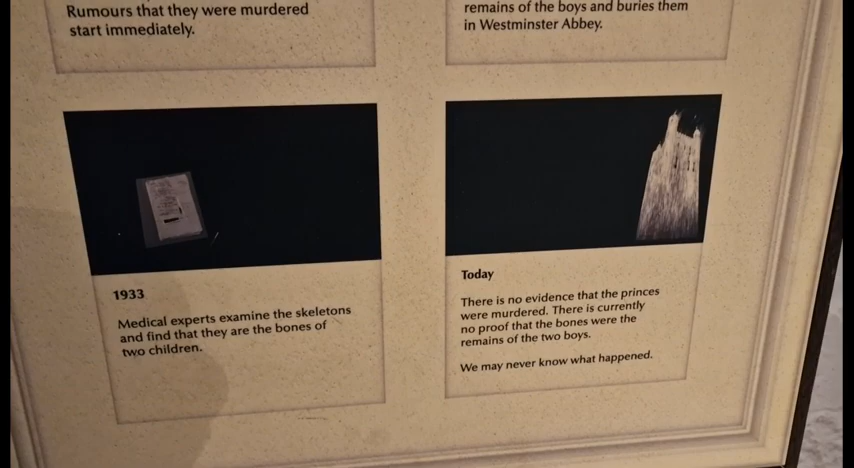 Rumours that they were murdered
start immediately.
remains of the boys and buries them
in Westminster Abbey.
1933
Medical experts examine the skeletons
and find that they are the bones of
two children.
Today
There is no evidence that the princes
were murdered. There is currently
no proof that the bones were the
remains of the two boys.
We may never know what happened.